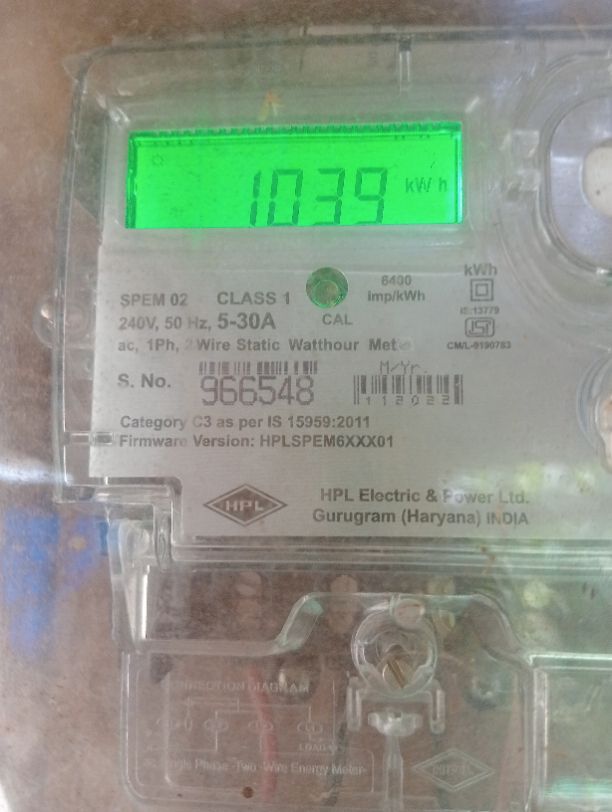 1039 kWh
SPEM 02 CLASS 1 6400 imp/kWh kWh
240V, 50 Hz, 5-30A CAL IS:13779
ac, 1Ph, 2 Wire Static Watthour Meter
CM/L-9190763
S. No. 966548 M/Yr. 112022
Category C3 as per IS 15959:2011
Firmware Version: HPLSPEM6XXX01
HPL HPL Electric & Power Ltd.
Gurugram (Haryana) INDIA
CONNECTION DIAGRAM
LOAD
Single Phase -Two -Wire Energy Meter